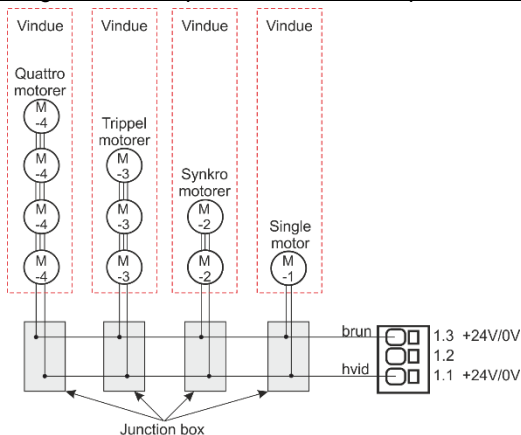 Vindue
Vindue
Vindue
Vindue
Quattro
motorer
M
-4
M
-4
M
-4
M
-4
Trippel
motorer
M
-3
M
-3
M
-3
Synkro
motorer
M
-2
M
-2
Single
motor
M
-1
brun
1.3 +24V/0V
1.2
hvid
1.1 +24V/0V
Junction box